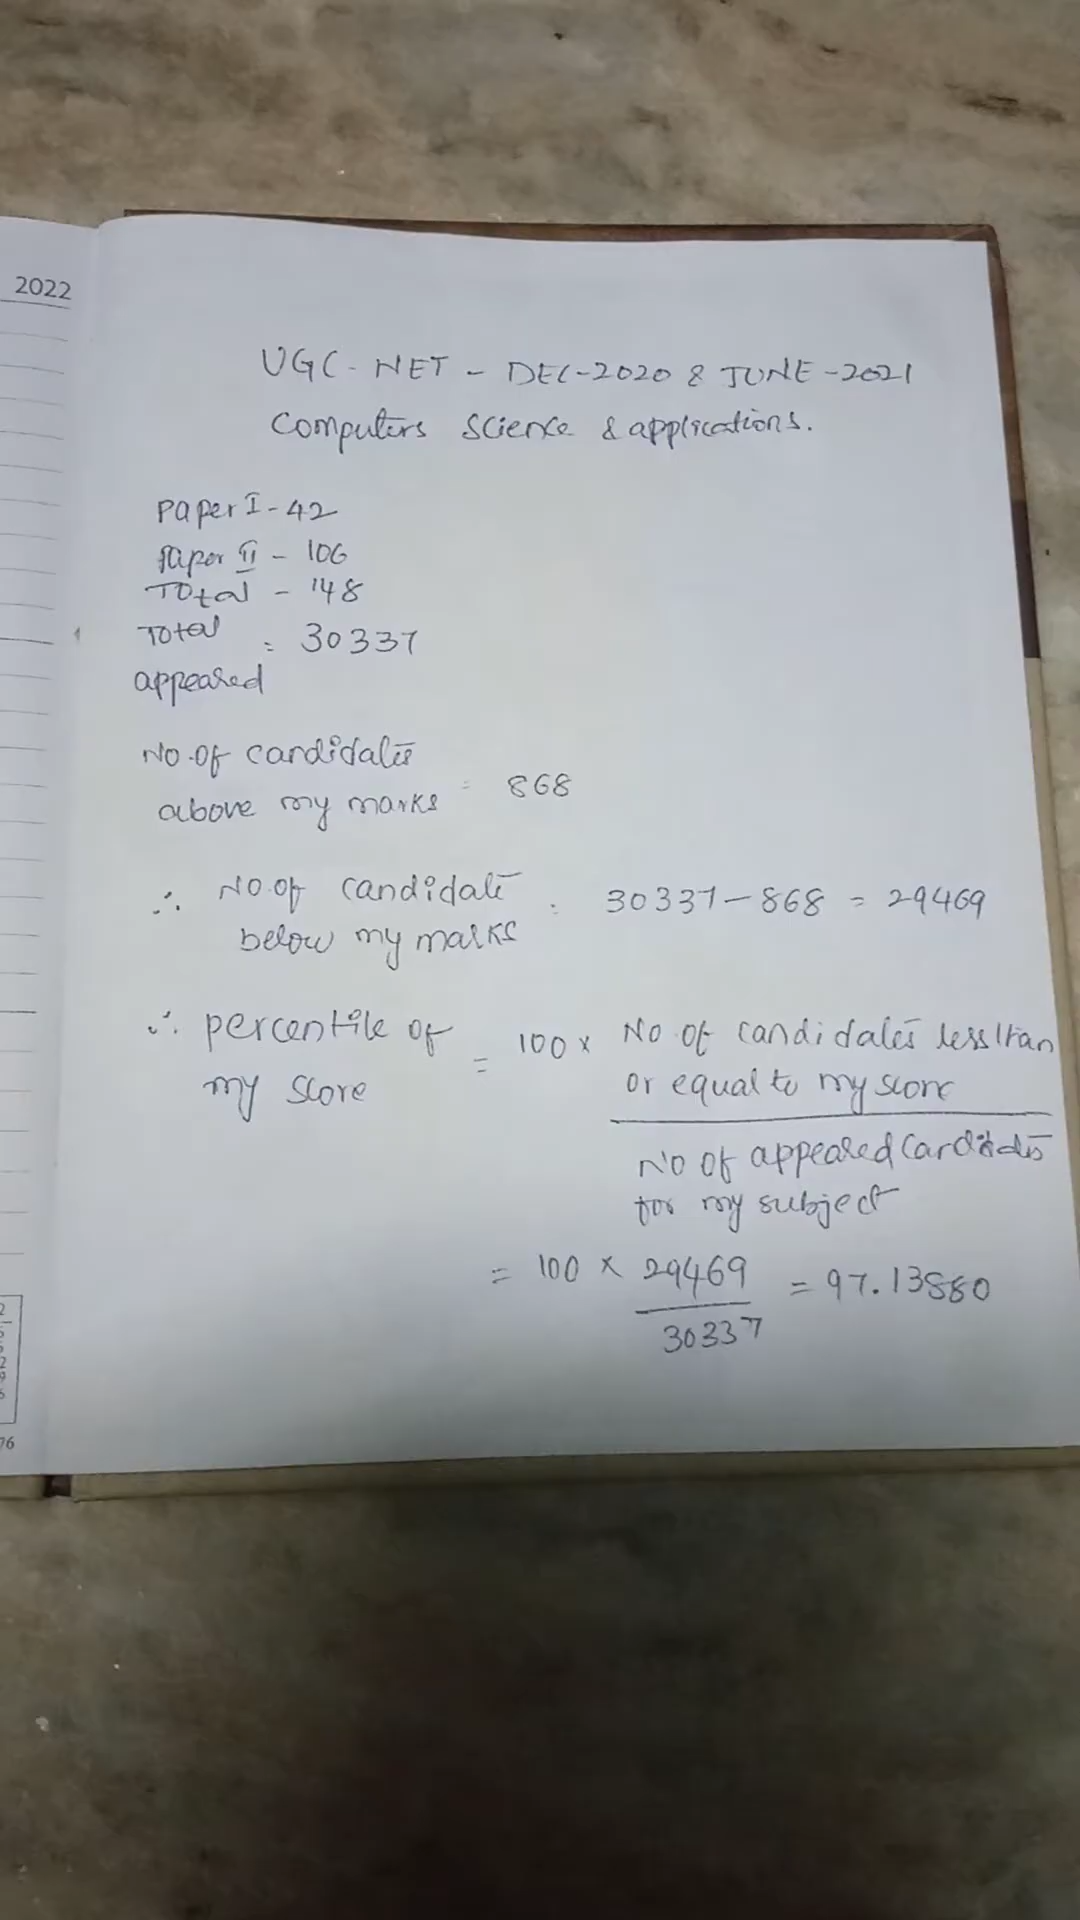 2022
UGC-NET - DEC-2020 & JUNE-2021
Computers Science & applications.
Paper I - 42
Paper II - 106
Total - 148
Total
appeared = 30337
No. of candidates
above my marks = 868
∴ No. of candidate
below my marks : 30337 - 868 = 29469
∴ percentile of
my score = 100 × No. of candidates less than
or equal to my score
No of appeared candidates
for my subject
= 100 × 29469 = 97.13880
30337
76